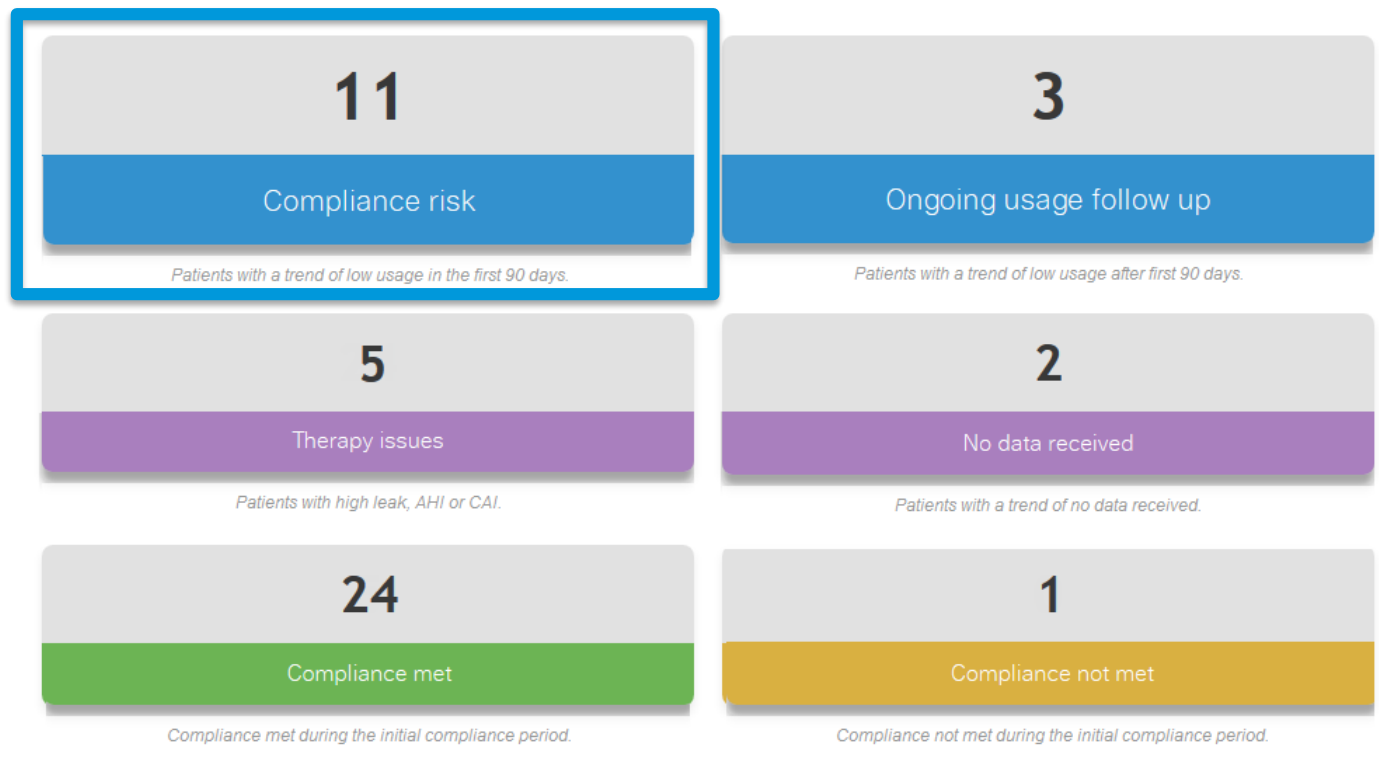 11
Compliance risk
Patients with a trend of low usage in the first 90 days.
3
Ongoing usage follow up
Patients with a trend of low usage after first 90 days.
5
Therapy issues
Patients with high leak, AHI or CAI.
2
No data received
Patients with a trend of no data received.
24
Compliance met
Compliance met during the initial compliance period.
1
Compliance not met
Compliance not met during the initial compliance period.